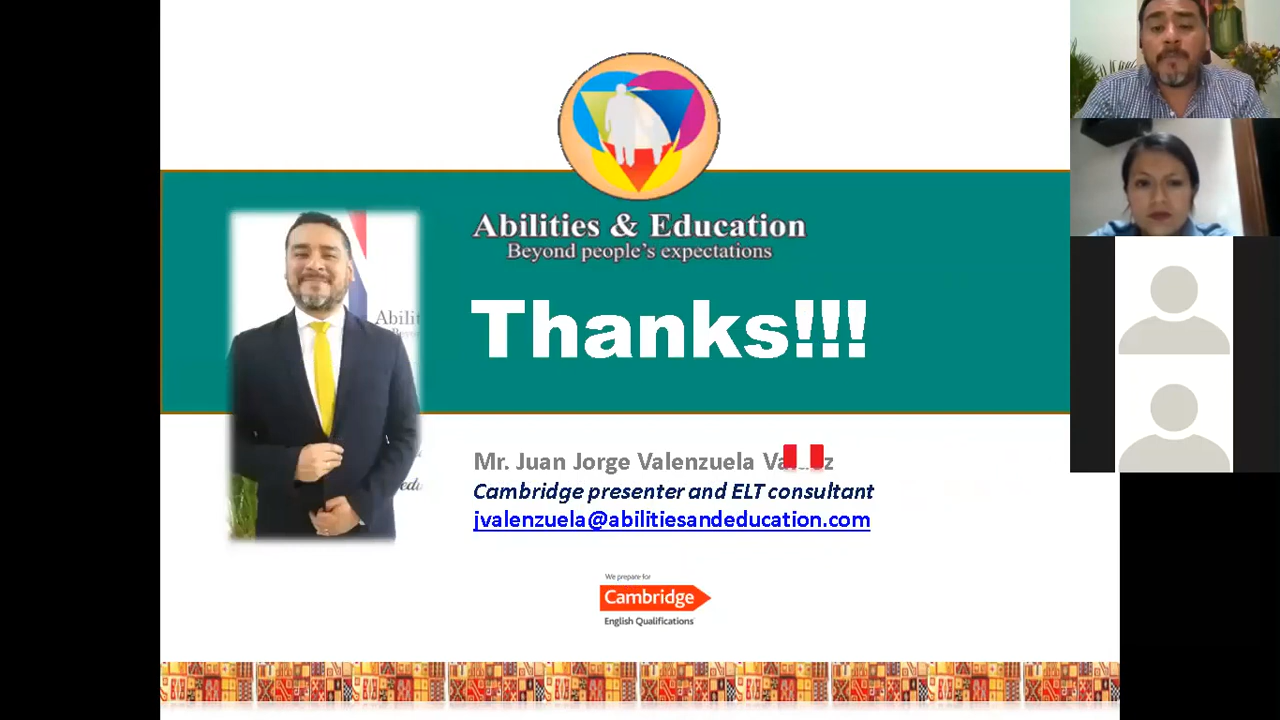 Abilities & Education
Beyond people's expectations
Thanks!!!
Abilit
Mr. Juan Jorge Valenzuela
Cambridge presenter and ELT consultant
jvalenzuela@abilitiesandeducation.com
We prepare for
Cambridge
English Qualifications